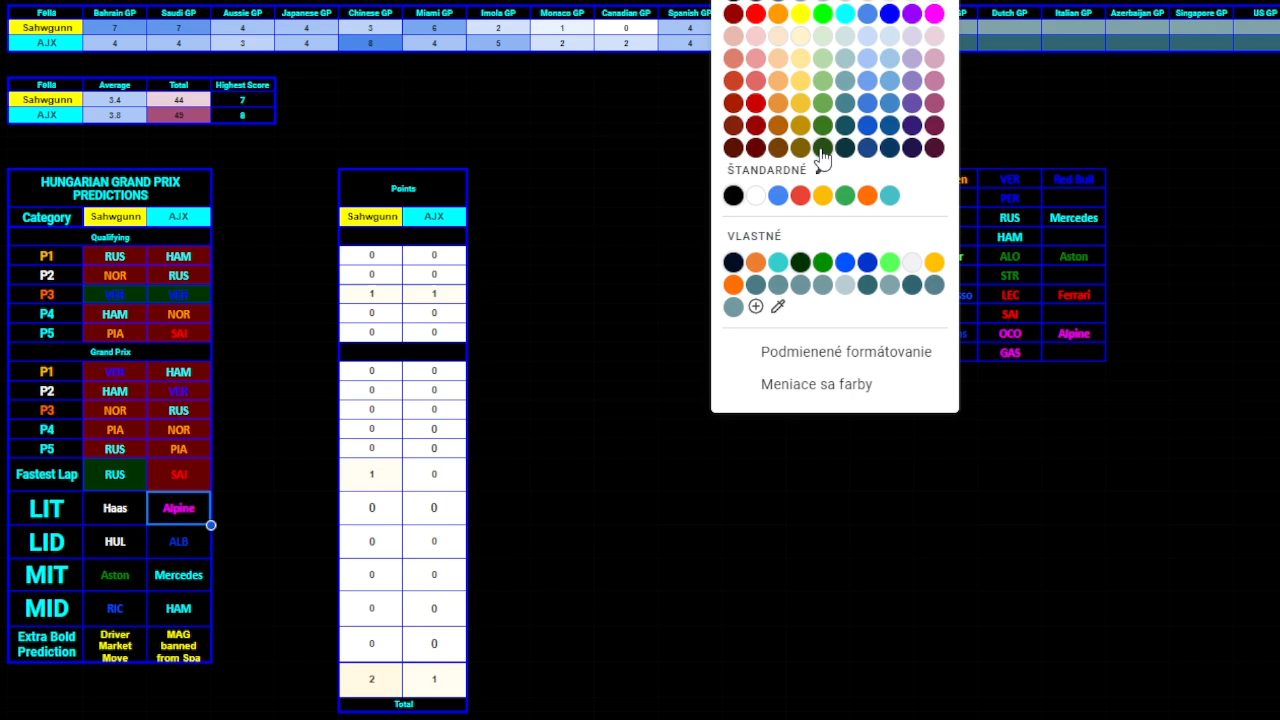 Félla Bahrain GP Saudi GP Aussie GP Japanese GP Chinese GP Miami GP Imola GP Monaco GP Canadian GP Spanish GP Dutch GP Italian GP Azerbaijan GP Singapore GP US GP
Sahwgunn 7 7 4 4 3 6 2 1 0 4
AJX 4 4 3 4 8 4 5 2 2 4
Félla Average Total Highest Score
Sahwgunn 3.4 44 7
AJX 3.8 49 8
HUNGARIAN GRAND PRIX
PREDICTIONS
Category Sahwgunn AJX
Qualifying
P1 RUS HAM
P2 NOR RUS
P3 VER VER
P4 HAM NOR
P5 PIA SAI
Grand Prix
P1 VER HAM
P2 HAM VER
P3 NOR RUS
P4 PIA NOR
P5 RUS PIA
Fastest Lap RUS SAI
LIT Haas Alpine
LID HUL ALB
MIT Aston Mercedes
MID RIC HAM
Extra Bold Prediction Driver Market Move MAG banned from Spa
Points
Sahwgunn AJX
0 0
0 0
1 1
0 0
0 0
0 0
0 0
0 0
0 0
0 0
1 0
0 0
0 0
0 0
0 0
0 0
2 1
Total
ŠTANDARDNÉ
VLASTNÉ
Podmienené formátovanie
Meniace sa farby
VER Red Bull
PER
RUS Mercedes
HAM
ALO Aston
STR
LEC Ferrari
SAI
OCO Alpine
GAS